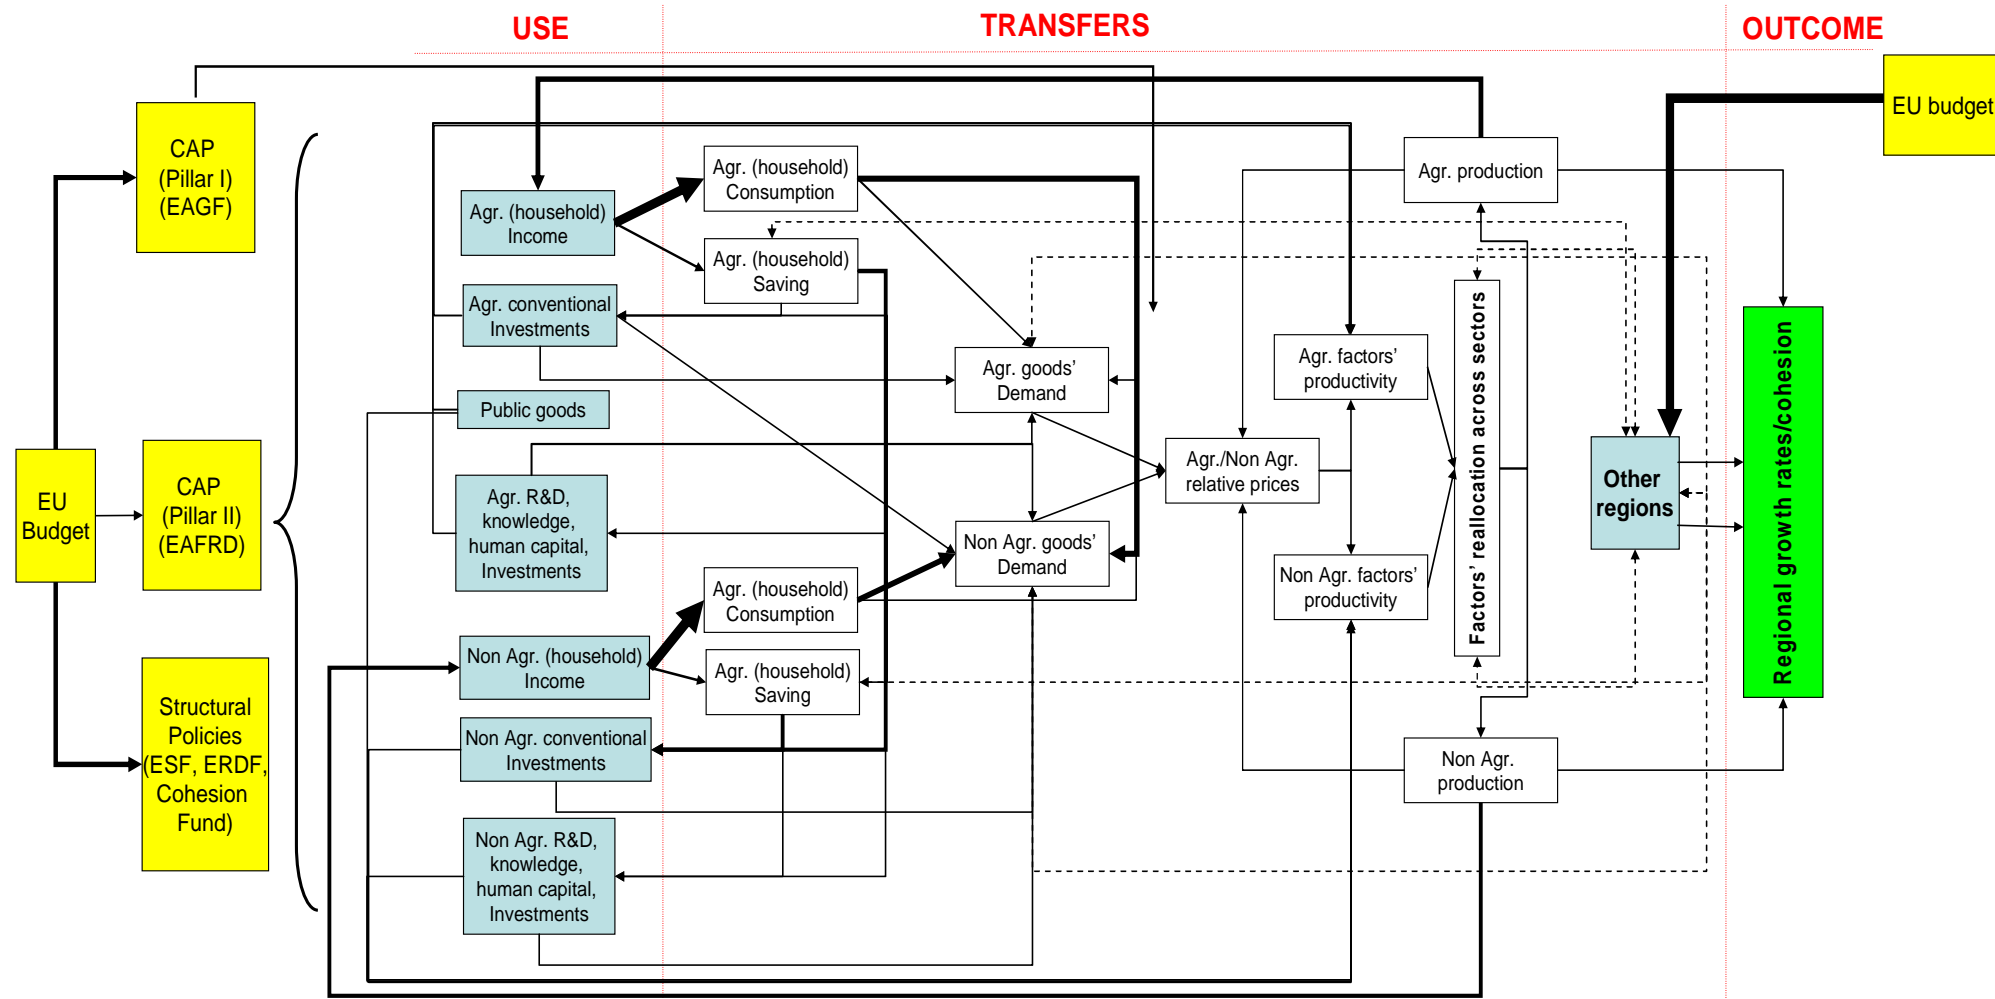 USE
TRANSFERS
OUTCOME
EU budget
CAP
(Pillar I)
(EAGF)
EU
Budget
CAP
(Pillar II)
(EAFRD)
Structural
Policies
(ESF, ERDF,
Cohesion
Fund)
Agr. (household)
Income
Agr. conventional
Investments
Public goods
Agr. R&D,
knowledge,
human capital,
Investments
Non Agr. (household)
Income
Non Agr. conventional
Investments
Non Agr. R&D,
knowledge,
human capital,
Investments
Agr. (household)
Consumption
Agr. (household)
Saving
Agr. (household)
Consumption
Agr. (household)
Saving
Agr. goods’
Demand
Non Agr. goods’
Demand
Agr./Non Agr.
relative prices
Agr. factors’
productivity
Non Agr. factors’
productivity
Agr. production
Factors’ reallocation across sectors
Non Agr.
production
Other
regions
Regional growth rates/cohesion